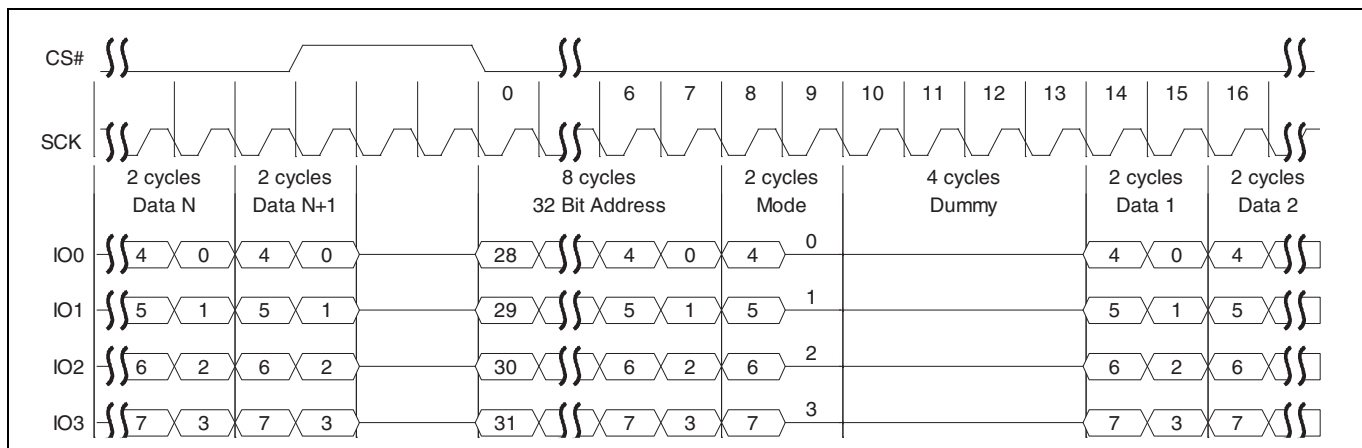 CS#
0 6 7 8 9 10 11 12 13 14 15 16
SCK
2 cycles 2 cycles 8 cycles 2 cycles 4 cycles 2 cycles 2 cycles
Data N Data N+1 32 Bit Address Mode Dummy Data 1 Data 2
IO0 4 0 4 0 28 4 0 4 0 4 0 4
IO1 5 1 5 1 29 5 1 5 1 5 1 5
IO2 6 2 6 2 30 6 2 6 2 6 2 6
IO3 7 3 7 3 31 7 3 7 3 7 3 7